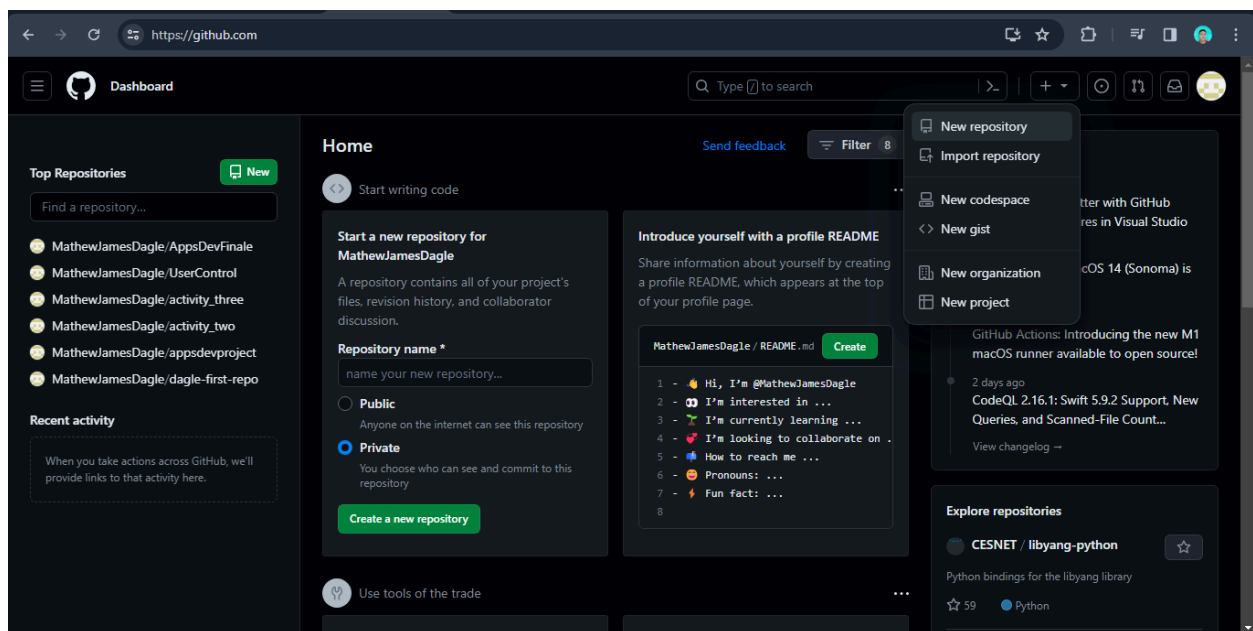 https://github.com
Dashboard
Type / to search
New repository
Import repository
New codespace
New gist
New organization
New project
Top Repositories
New
Find a repository...
MathewJamesDagle/AppsDevFinale
MathewJamesDagle/UserControl
MathewJamesDagle/activity_three
MathewJamesDagle/activity_two
MathewJamesDagle/appsdevproject
MathewJamesDagle/dagle-first-repo
Recent activity
When you take actions across GitHub, we'll
provide links to that activity here.
Home
Send feedback
Filter 8
Start writing code
Start a new repository for
MathewJamesDagle
A repository contains all of your project's
files, revision history, and collaborator
discussion.
Repository name *
name your new repository...
Public
Anyone on the internet can see this repository
Private
You choose who can see and commit to this
repository
Create a new repository
Introduce yourself with a profile README
Share information about yourself by creating
a profile README, which appears at the top
of your profile page.
MathewJamesDagle / README.md Create
1 - 👋 Hi, I'm @MathewJamesDagle
2 - 👀 I'm interested in ...
3 - 🌱 I'm currently learning ...
4 - 💞️ I'm looking to collaborate on .
5 - 📫 How to reach me ...
6 - 😄 Pronouns: ...
7 - ⚡ Fun fact: ...
8
Use tools of the trade
with GitHub
in Visual Studio
14 (Sonoma) is
GitHub Actions: Introducing the new M1
macOS runner available to open source!
2 days ago
CodeQL 2.16.1: Swift 5.9.2 Support, New
Queries, and Scanned-File Count...
View changelog →
Explore repositories
CESNET / libyang-python
Python bindings for the libyang library
59 Python